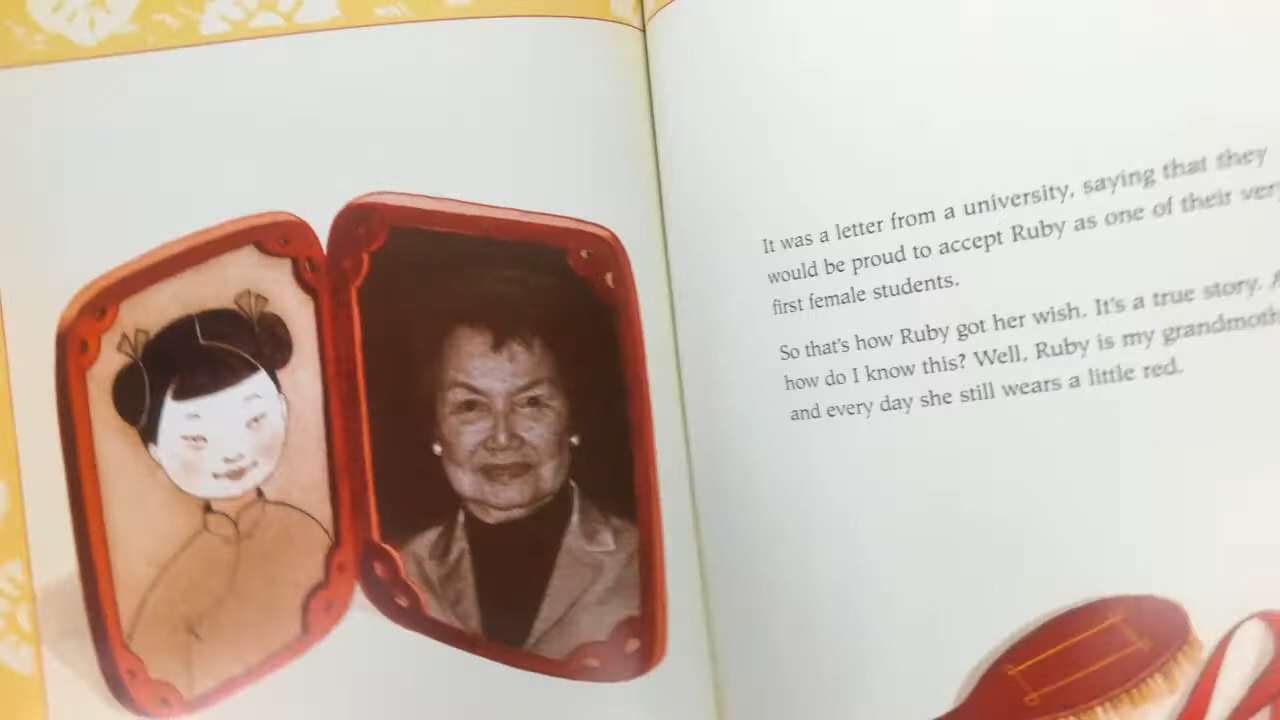 It was a letter from a university, saying that they
would be proud to accept Ruby as one of their very
first female students.
So that's how Ruby got her wish. It's a true story.
how do I know this? Well, Ruby is my
and every day she still wears a little red.